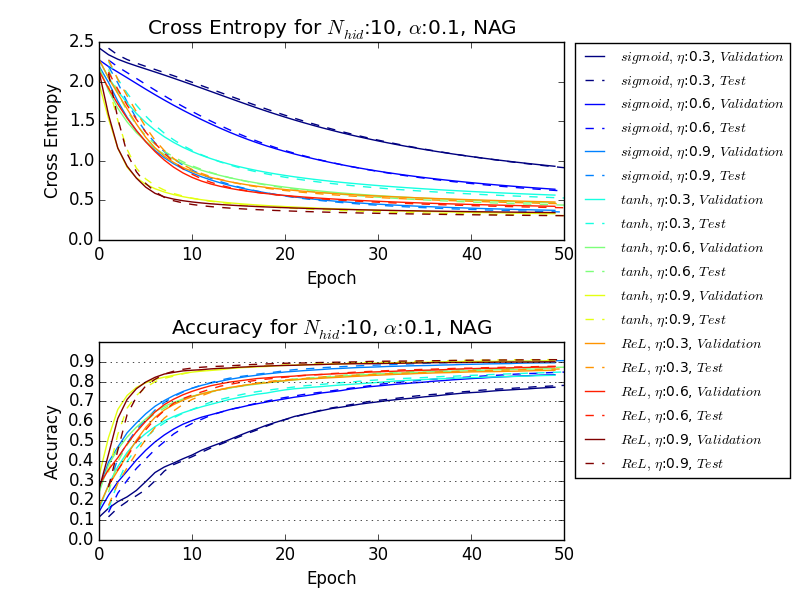 Cross Entropy for N_hid:10, α:0.1, NAG
2.5
2.0
1.5
1.0
0.5
0.0
Cross Entropy
0 10 20 30 40 50
Epoch
Accuracy for N_hid:10, α:0.1, NAG
0.9
0.8
0.7
0.6
0.5
0.4
0.3
0.2
0.1
0.0
Accuracy
0 10 20 30 40 50
Epoch
sigmoid, η:0.3, Validation
sigmoid, η:0.3, Test
sigmoid, η:0.6, Validation
sigmoid, η:0.6, Test
sigmoid, η:0.9, Validation
sigmoid, η:0.9, Test
tanh, η:0.3, Validation
tanh, η:0.3, Test
tanh, η:0.6, Validation
tanh, η:0.6, Test
tanh, η:0.9, Validation
tanh, η:0.9, Test
ReL, η:0.3, Validation
ReL, η:0.3, Test
ReL, η:0.6, Validation
ReL, η:0.6, Test
ReL, η:0.9, Validation
ReL, η:0.9, Test